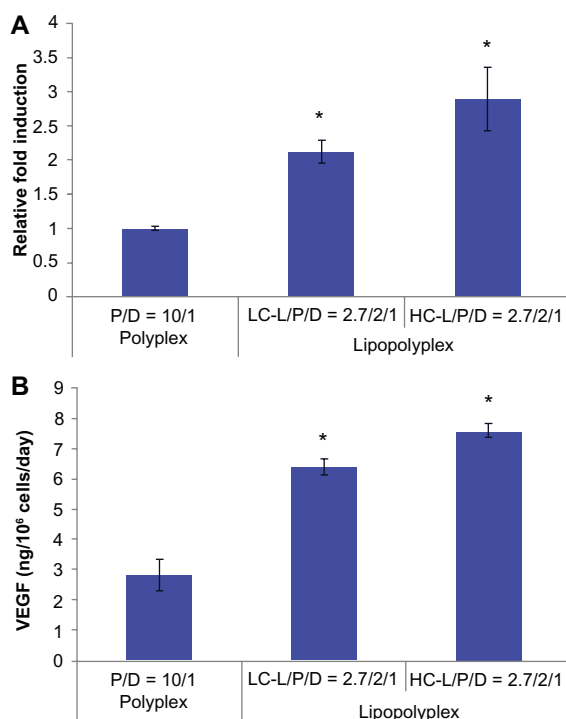 A
Relative fold induction
4
3.5
3
2.5
2
1.5
1
0.5
0
*
*
P/D = 10/1
Polyplex
LC-L/P/D = 2.7/2/1
HC-L/P/D = 2.7/2/1
Lipopolyplex
B
VEGF (ng/10⁶ cells/day)
9
8
7
6
5
4
3
2
1
0
*
*
P/D = 10/1
Polyplex
LC-L/P/D = 2.7/2/1
HC-L/P/D = 2.7/2/1
Lipopolyplex